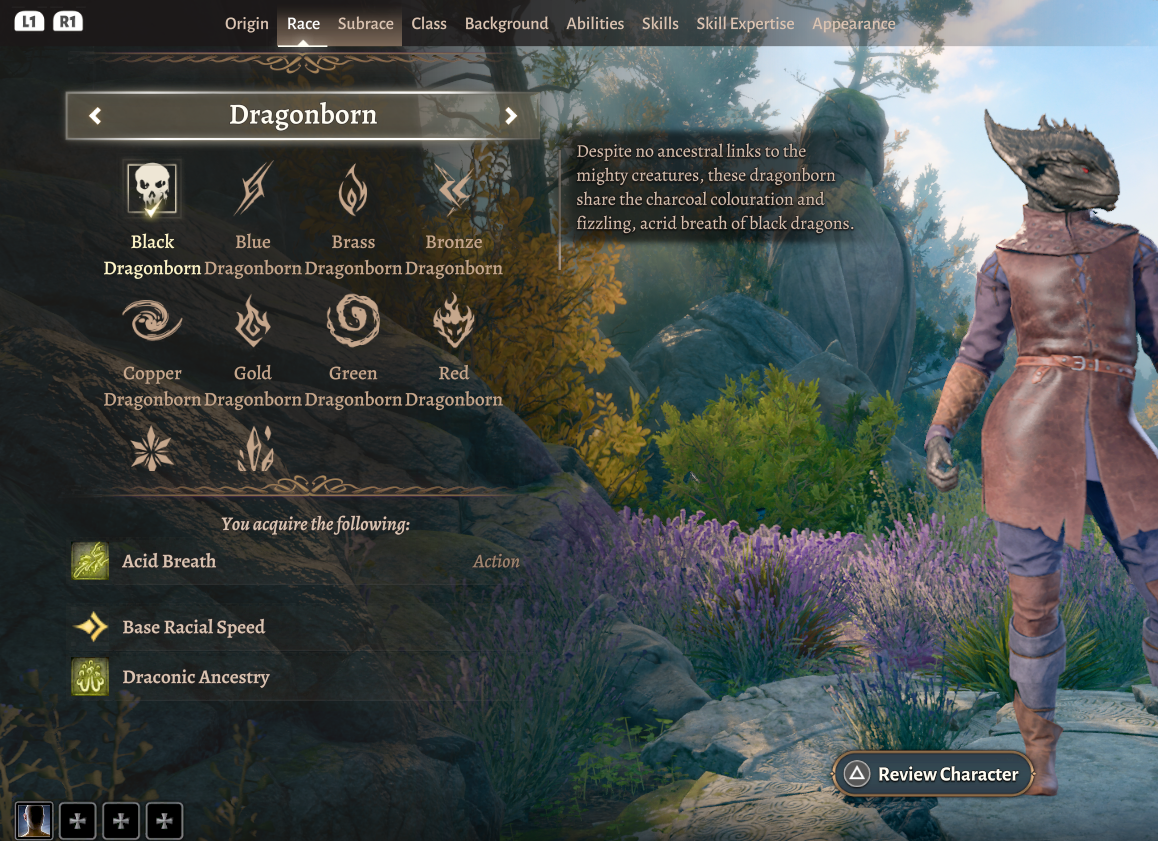 L1 R1
Origin Race Subrace Class Background Abilities Skills Skill Expertise Appearance
Dragonborn
Black Dragonborn
Blue Dragonborn
Brass Dragonborn
Bronze Dragonborn
Copper Dragonborn
Gold Dragonborn
Green Dragonborn
Red Dragonborn
Despite no ancestral links to the
mighty creatures, these dragonborn
share the charcoal colouration and
fizzling, acrid breath of black dragons.
You acquire the following:
Acid Breath Action
Base Racial Speed
Draconic Ancestry
Review Character